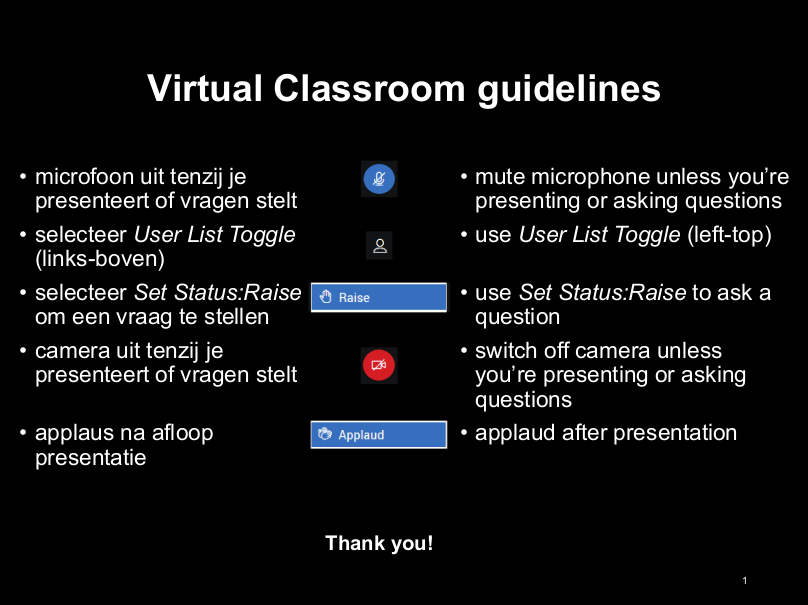 Virtual Classroom guidelines
• microfoon uit tenzij je
presenteert of vragen stelt
• selecteer User List Toggle
(links-boven)
• selecteer Set Status:Raise
om een vraag te stellen
• camera uit tenzij je
presenteert of vragen stelt
• applaus na afloop
presentatie
Raise
Applaud
• mute microphone unless you’re
presenting or asking questions
• use User List Toggle (left-top)
• use Set Status:Raise to ask a
question
• switch off camera unless
you’re presenting or asking
questions
• applaud after presentation
Thank you!
1